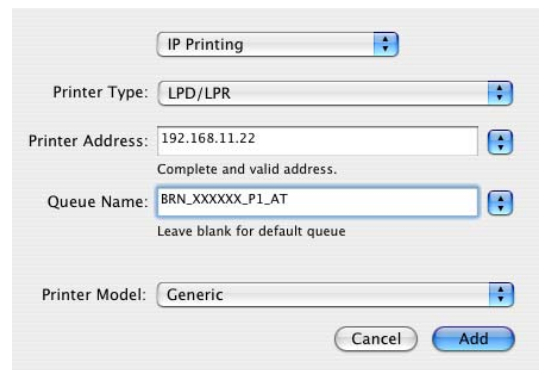 IP Printing
Printer Type: LPD/LPR
Printer Address: 192.168.11.22
Complete and valid address.
Queue Name: BRN_XXXXXX_P1_AT
Leave blank for default queue
Printer Model: Generic
Cancel Add